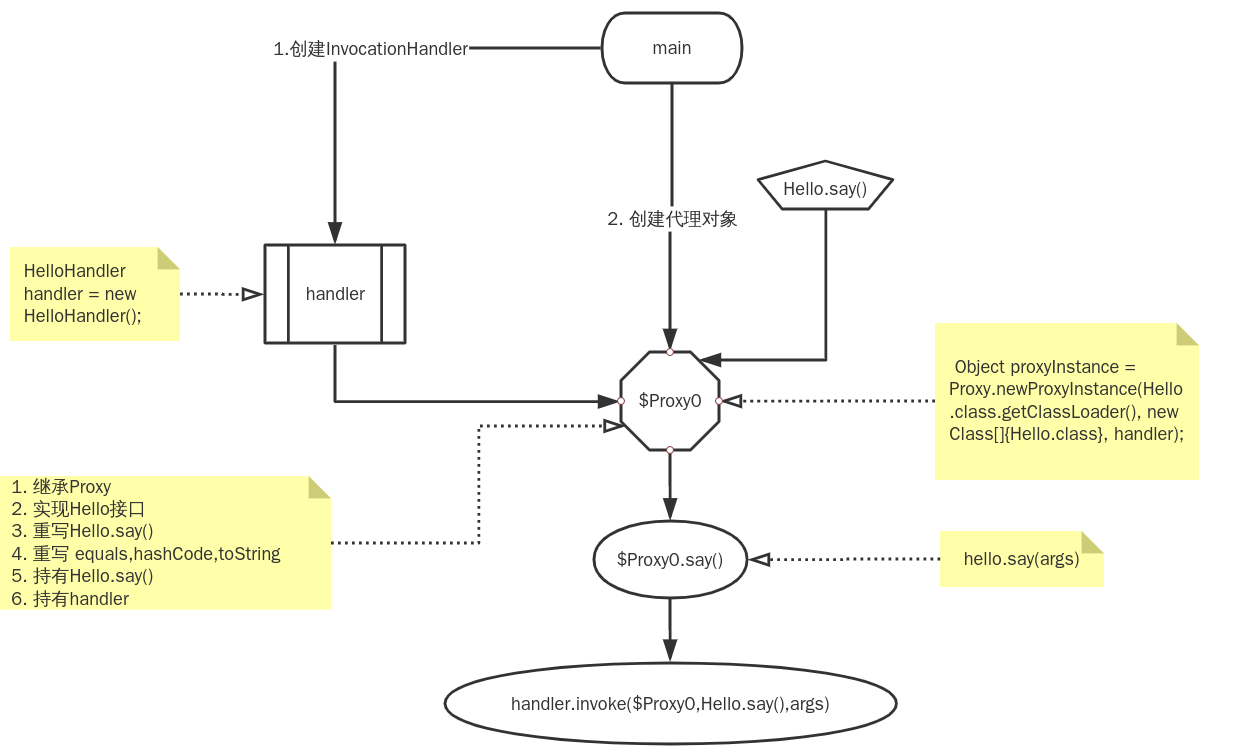 main
1.创建InvocationHandler
Hello.say()
2. 创建代理对象
HelloHandler
handler = new
HelloHandler();
handler
Object proxyInstance =
Proxy.newProxyInstance(Hello
.class.getClassLoader(), new
Class[]{Hello.class}, handler);
$Proxy0
1. 继承Proxy
2. 实现Hello接口
3. 重写Hello.say()
4. 重写 equals,hashCode,toString
5. 持有Hello.say()
6. 持有handler
$Proxy0.say()
hello.say(args)
handler.invoke($Proxy0,Hello.say(),args)